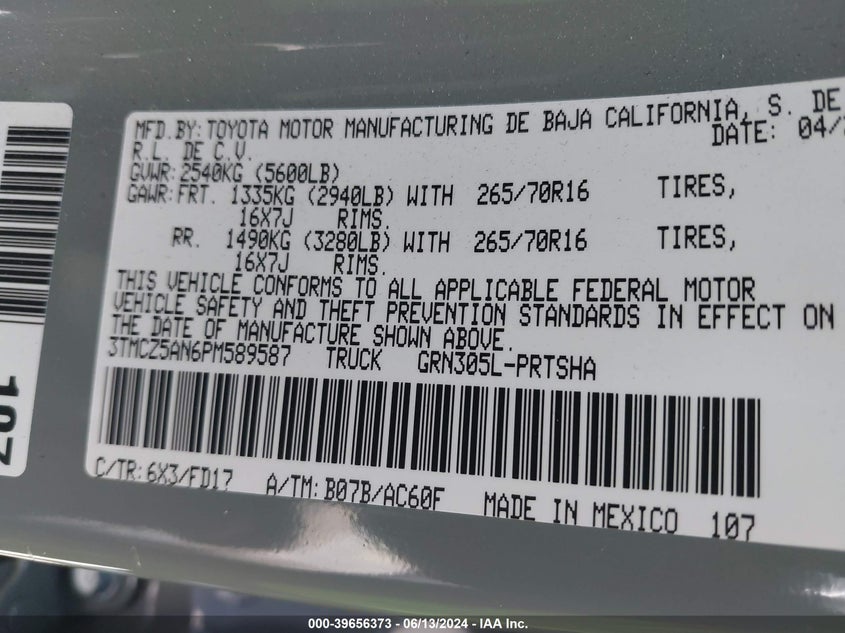 MFD.BY: TOYOTA MOTOR MANUFACTURING DE BAJA CALIFORNIA, S. DE
R.L. DE C.V. DATE: 04/
GVWR: 2540KG (5600LB)
GAWR: FRT. 1335KG (2940LB) WITH 265/70R16 TIRES,
16X7J RIMS.
RR. 1490KG (3280LB) WITH 265/70R16 TIRES,
16X7J RIMS.
THIS VEHICLE CONFORMS TO ALL APPLICABLE FEDERAL MOTOR
VEHICLE SAFETY AND THEFT PREVENTION STANDARDS IN EFFECT ON
THE DATE OF MANUFACTURE SHOWN ABOVE.
3TMCZ5AN6PM589587 TRUCK GRN305L-PRTSHA
C/TR: 6X3/FD17 A/TM: B07B/AC60F MADE IN MEXICO 107
107
000-39656373 - 06/13/2024 - IAA Inc.